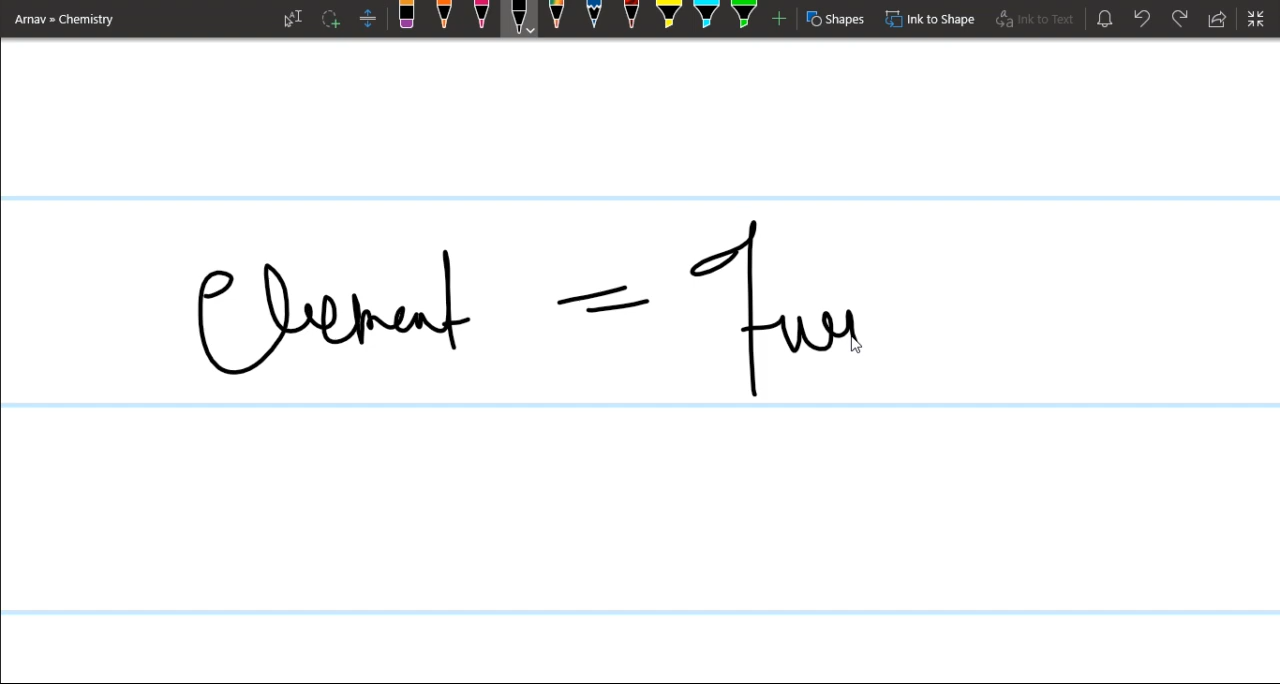 Arnav » Chemistry Shapes Ink to Shape Ink to Text
Element =